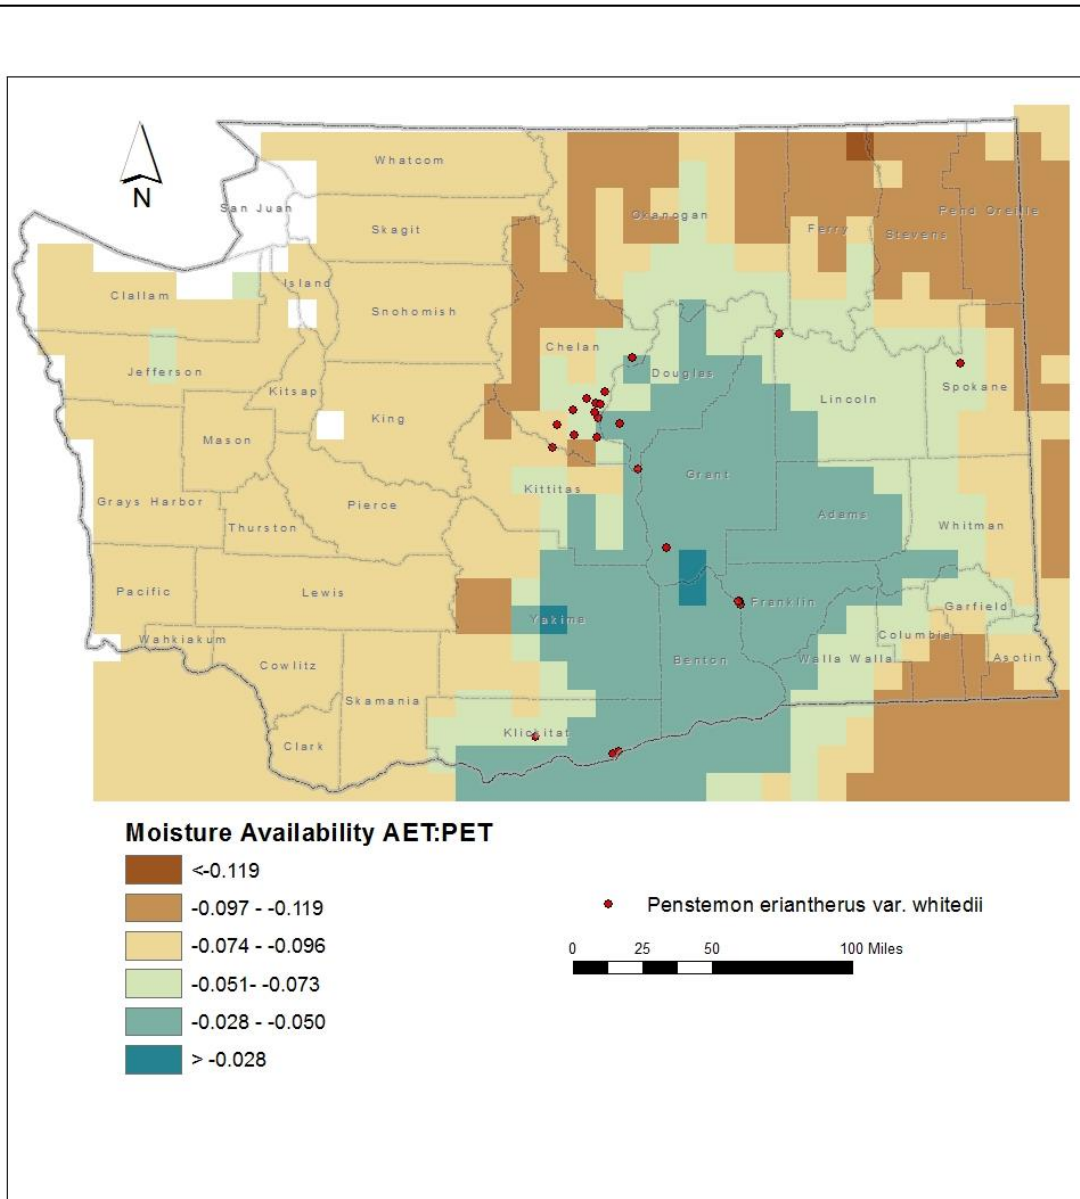 N
Whatcom
San Juan
Skagit
Okanogan
Ferry
Pend Oreille
Stevens
Clallam
Island
Snohomish
Chelan
Jefferson
Douglas
Kitsap
Spokane
King
Lincoln
Mason
Grant
Kittitas
Grays Harbor
Pierce
Adams
Thurston
Whitman
Pacific
Lewis
Franklin
Garfield
Yakima
Wahkiakum
Columbia
Cowlitz
Benton
Walla Walla
Asotin
Skamania
Klickitat
Clark
Moisture Availability AET:PET
<-0.119
-0.097 - -0.119
-0.074 - -0.096
-0.051- -0.073
-0.028 - -0.050
> -0.028
Penstemon eriantherus var. whitedii
0 25 50 100 Miles